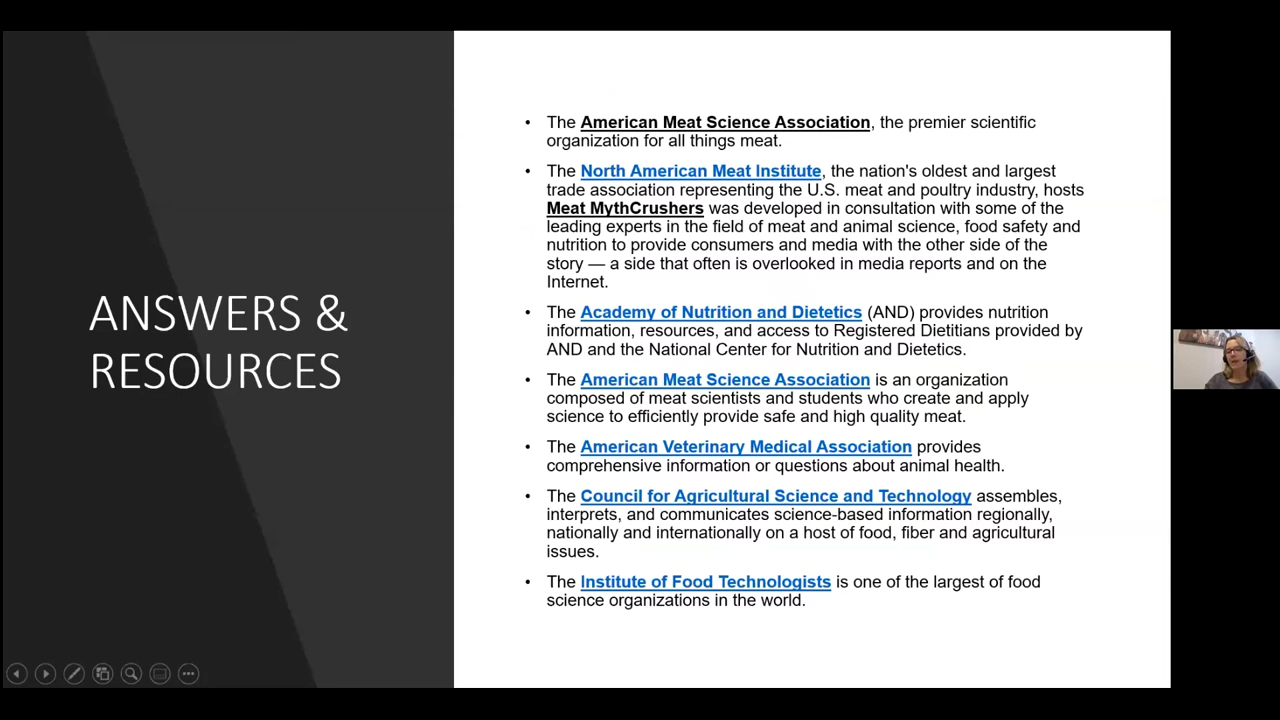 ANSWERS &
RESOURCES
• The American Meat Science Association, the premier scientific
organization for all things meat.
• The North American Meat Institute, the nation's oldest and largest
trade association representing the U.S. meat and poultry industry, hosts
Meat MythCrushers was developed in consultation with some of the
leading experts in the field of meat and animal science, food safety and
nutrition to provide consumers and media with the other side of the
story — a side that often is overlooked in media reports and on the
Internet.
• The Academy of Nutrition and Dietetics (AND) provides nutrition
information, resources, and access to Registered Dietitians provided by
AND and the National Center for Nutrition and Dietetics.
• The American Meat Science Association is an organization
composed of meat scientists and students who create and apply
science to efficiently provide safe and high quality meat.
• The American Veterinary Medical Association provides
comprehensive information or questions about animal health.
• The Council for Agricultural Science and Technology assembles,
interprets, and communicates science-based information regionally,
nationally and internationally on a host of food, fiber and agricultural
issues.
• The Institute of Food Technologists is one of the largest of food
science organizations in the world.